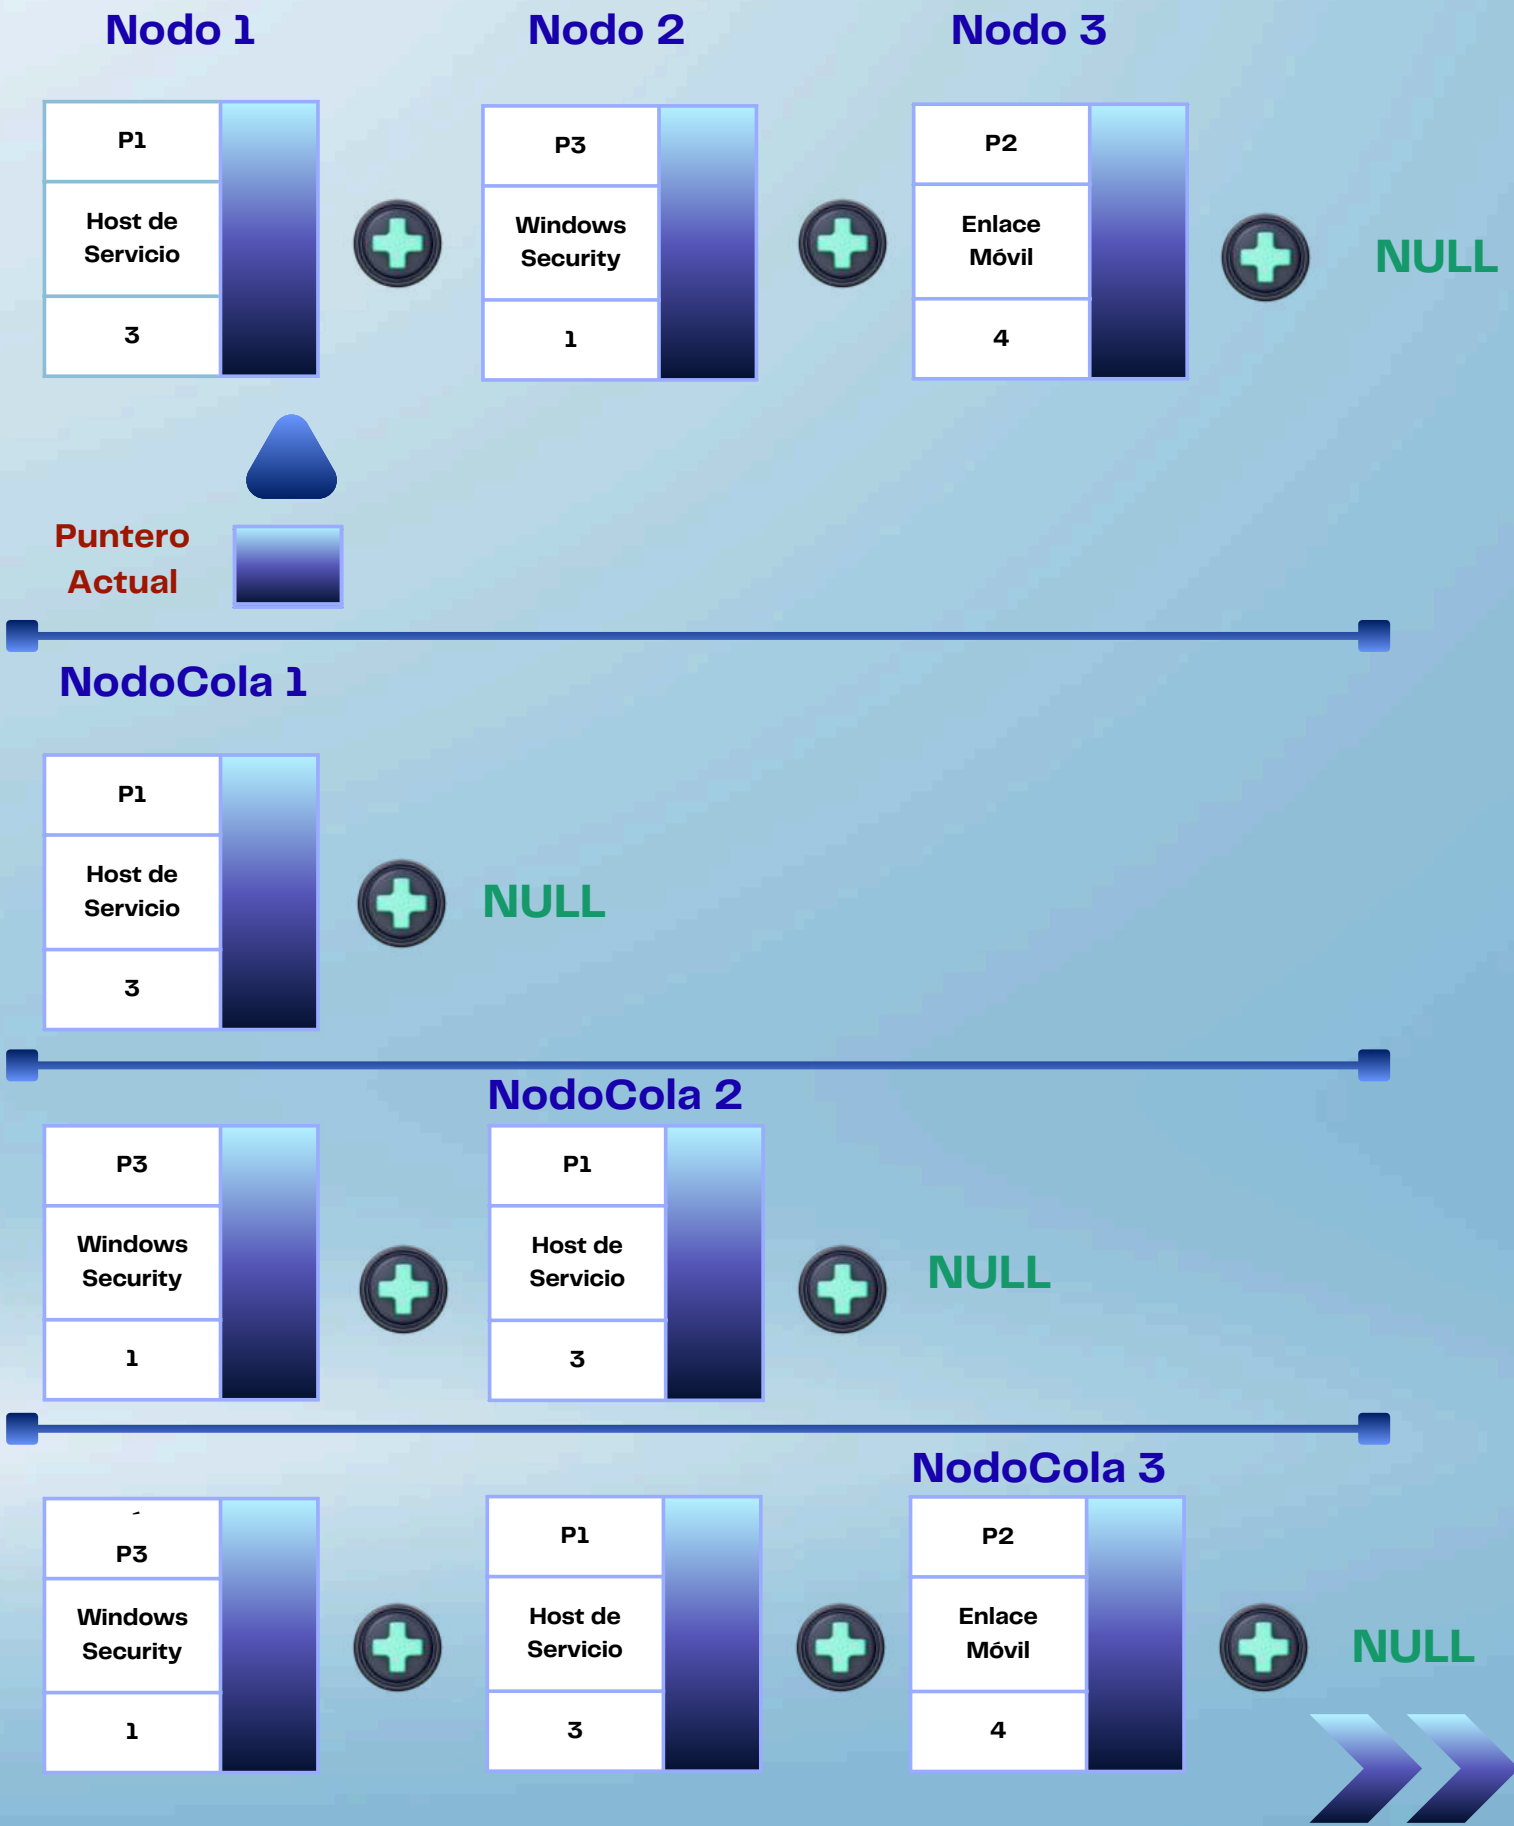 Nodo 1
Nodo 2
Nodo 3
P1
Host de
Servicio
3
P3
Windows
Security
1
P2
Enlace
Móvil
4
NULL
Puntero
Actual
NodoCola 1
P1
Host de
Servicio
3
NULL
NodoCola 2
P3
Windows
Security
1
P1
Host de
Servicio
3
NULL
NodoCola 3
P3
Windows
Security
1
P1
Host de
Servicio
3
P2
Enlace
Móvil
4
NULL